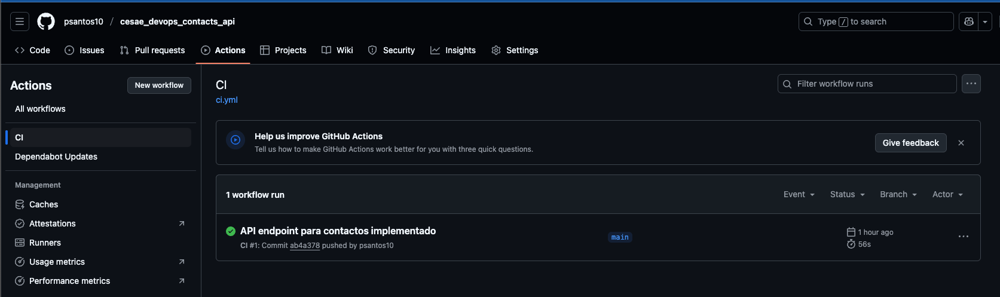 psantos10 / cesae_devops_contacts_api
Type / to search
Code Issues Pull requests Actions Projects Wiki Security Insights Settings
Actions
New workflow
All workflows
CI
Dependabot Updates
Management
Caches
Attestations
Runners
Usage metrics
Performance metrics
CI
ci.yml
Filter workflow runs
Help us improve GitHub Actions
Tell us how to make GitHub Actions work better for you with three quick questions.
Give feedback
1 workflow run
Event Status Branch Actor
API endpoint para contactos implementado
CI #1: Commit ab4a378 pushed by psantos10
main
1 hour ago
56s